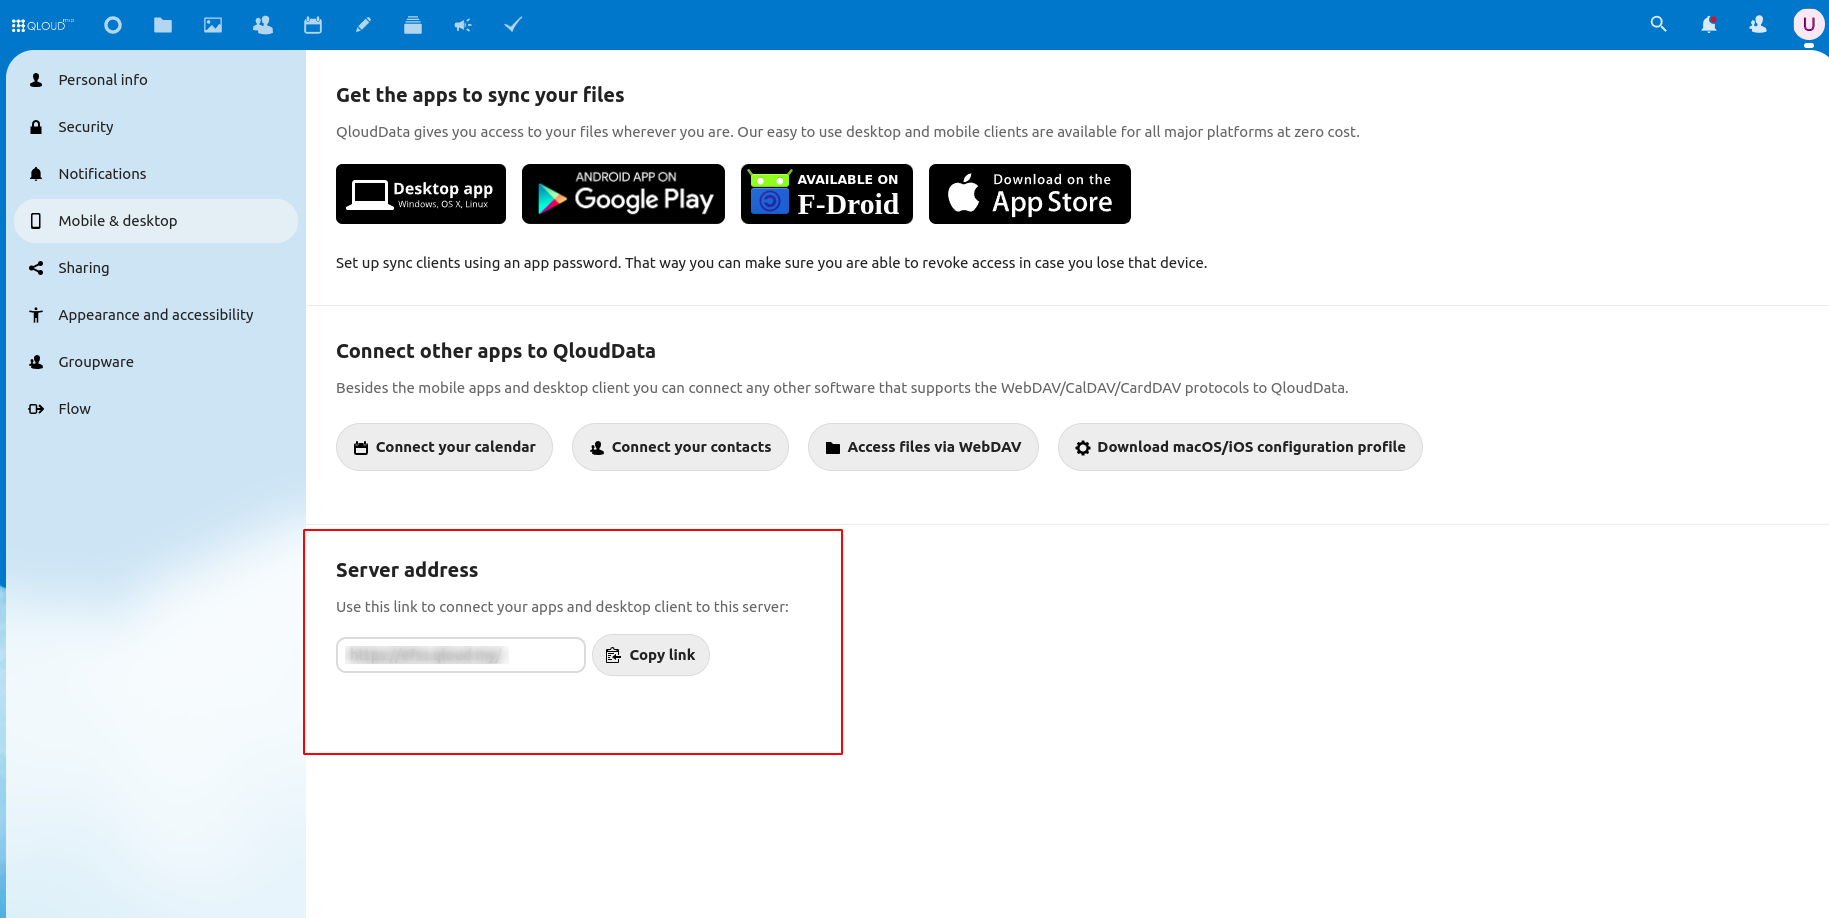 QLOUD
Personal info
Security
Notifications
Mobile & desktop
Sharing
Appearance and accessibility
Groupware
Flow
U
Get the apps to sync your files
QloudData gives you access to your files wherever you are. Our easy to use desktop and mobile clients are available for all major platforms at zero cost.
Desktop app
Windows, OS X, Linux
ANDROID APP ON
Google Play
AVAILABLE ON
F-Droid
Download on the
App Store
Set up sync clients using an app password. That way you can make sure you are able to revoke access in case you lose that device.
Connect other apps to QloudData
Besides the mobile apps and desktop client you can connect any other software that supports the WebDAV/CalDAV/CardDAV protocols to QloudData.
Connect your calendar
Connect your contacts
Access files via WebDAV
Download macOS/iOS configuration profile
Server address
Use this link to connect your apps and desktop client to this server:
Copy link